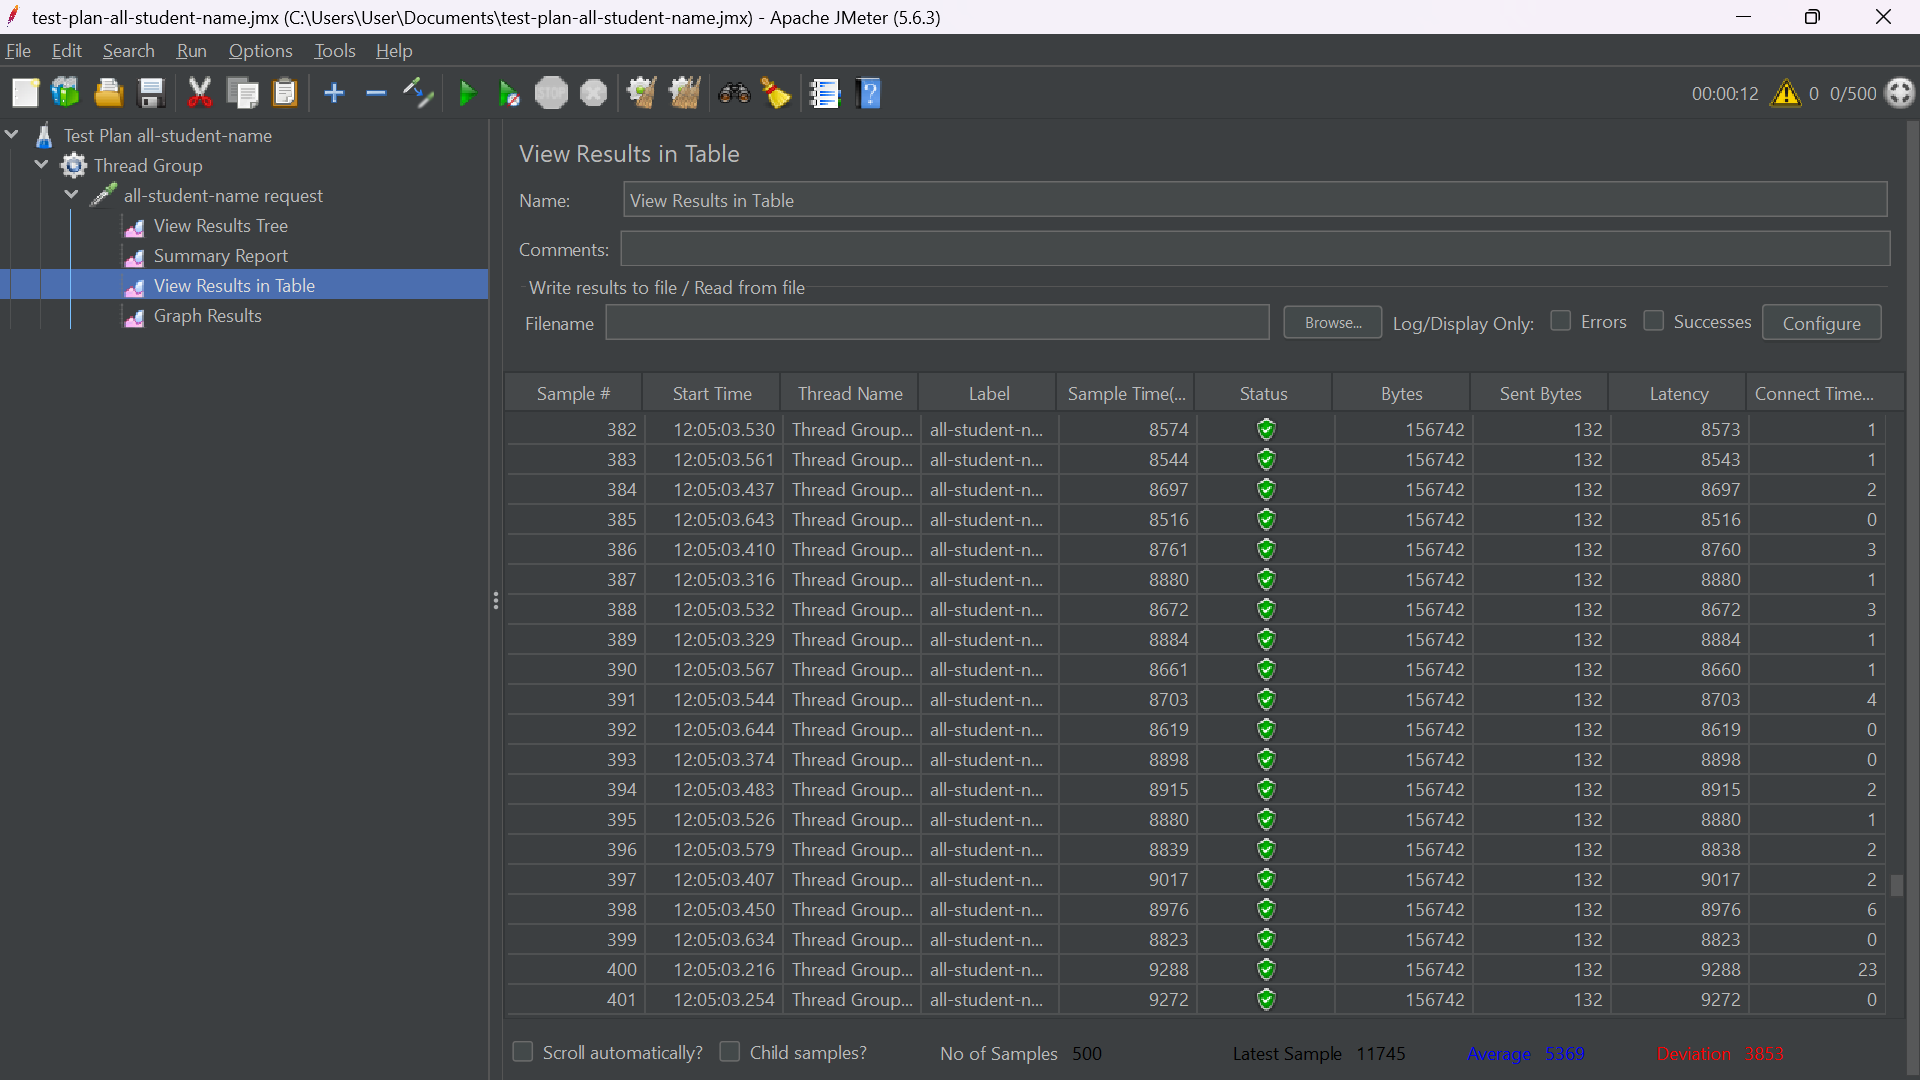 test-plan-all-student-name.jmx (C:\Users\User\Documents\test-plan-all-student-name.jmx) - Apache JMeter (5.6.3)
File Edit Search Run Options Tools Help
STOP 00:00:12 0 0/500
Test Plan all-student-name
Thread Group
all-student-name request
View Results Tree
Summary Report
View Results in Table
Graph Results
View Results in Table
Name: View Results in Table
Comments:
Write results to file / Read from file
Filename Browse... Log/Display Only: Errors Successes Configure
Sample # Start Time Thread Name Label Sample Time(... Status Bytes Sent Bytes Latency Connect Time...
382 12:05:03.530 Thread Group... all-student-n... 8574 156742 132 8573 1
383 12:05:03.561 Thread Group... all-student-n... 8544 156742 132 8543 1
384 12:05:03.437 Thread Group... all-student-n... 8697 156742 132 8697 2
385 12:05:03.643 Thread Group... all-student-n... 8516 156742 132 8516 0
386 12:05:03.410 Thread Group... all-student-n... 8761 156742 132 8760 3
387 12:05:03.316 Thread Group... all-student-n... 8880 156742 132 8880 1
388 12:05:03.532 Thread Group... all-student-n... 8672 156742 132 8672 3
389 12:05:03.329 Thread Group... all-student-n... 8884 156742 132 8884 1
390 12:05:03.567 Thread Group... all-student-n... 8661 156742 132 8660 1
391 12:05:03.544 Thread Group... all-student-n... 8703 156742 132 8703 4
392 12:05:03.644 Thread Group... all-student-n... 8619 156742 132 8619 0
393 12:05:03.374 Thread Group... all-student-n... 8898 156742 132 8898 0
394 12:05:03.483 Thread Group... all-student-n... 8915 156742 132 8915 2
395 12:05:03.526 Thread Group... all-student-n... 8880 156742 132 8880 1
396 12:05:03.579 Thread Group... all-student-n... 8839 156742 132 8838 2
397 12:05:03.407 Thread Group... all-student-n... 9017 156742 132 9017 2
398 12:05:03.450 Thread Group... all-student-n... 8976 156742 132 8976 6
399 12:05:03.634 Thread Group... all-student-n... 8823 156742 132 8823 0
400 12:05:03.216 Thread Group... all-student-n... 9288 156742 132 9288 23
401 12:05:03.254 Thread Group... all-student-n... 9272 156742 132 9272 0
Scroll automatically? Child samples? No of Samples 500 Latest Sample 11745 Average 5369 Deviation 3853